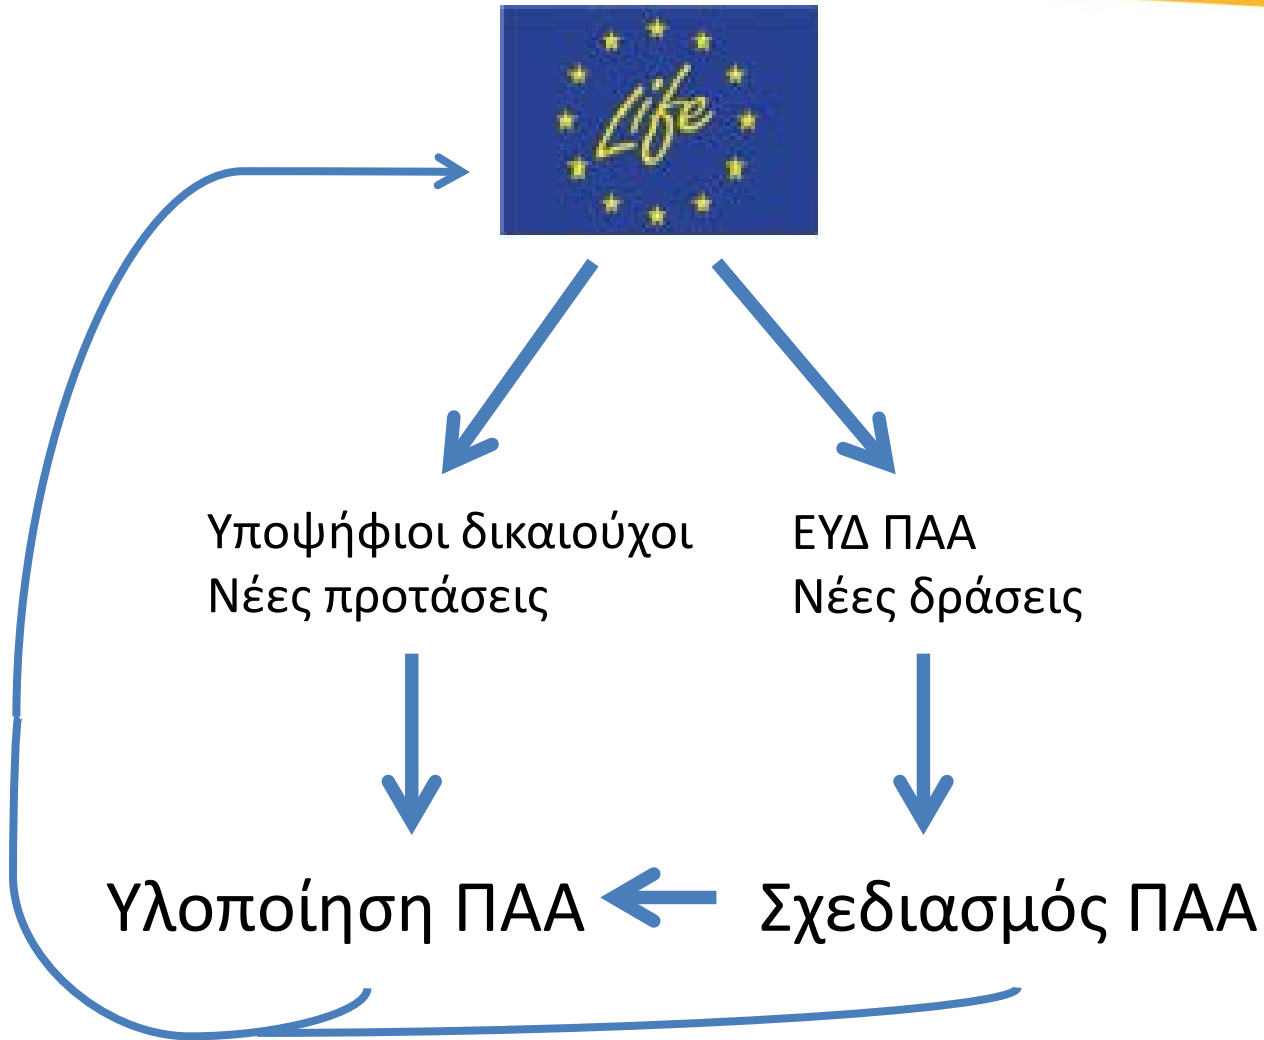 Life
Υποψήφιοι δικαιούχοι
Νέες προτάσεις
ΕΥΔ ΠΑΑ
Νέες δράσεις
Υλοποίηση ΠΑΑ
Σχεδιασμός ΠΑΑ